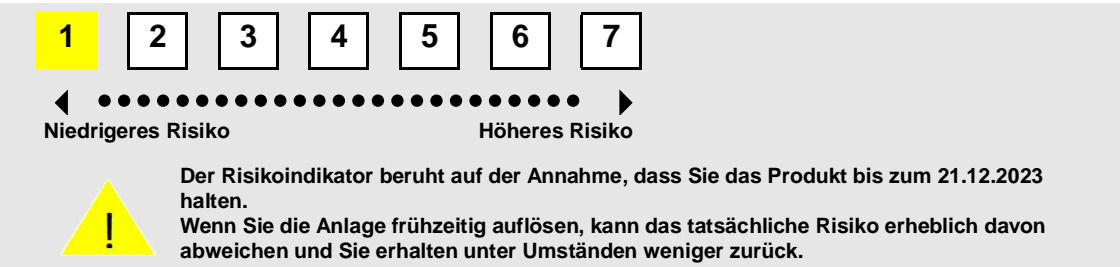 1 2 3 4 5 6 7
Niedrigeres Risiko Höheres Risiko
Der Risikoindikator beruht auf der Annahme, dass Sie das Produkt bis zum 21.12.2023
halten.
Wenn Sie die Anlage frühzeitig auflösen, kann das tatsächliche Risiko erheblich davon
abweichen und Sie erhalten unter Umständen weniger zurück.
!